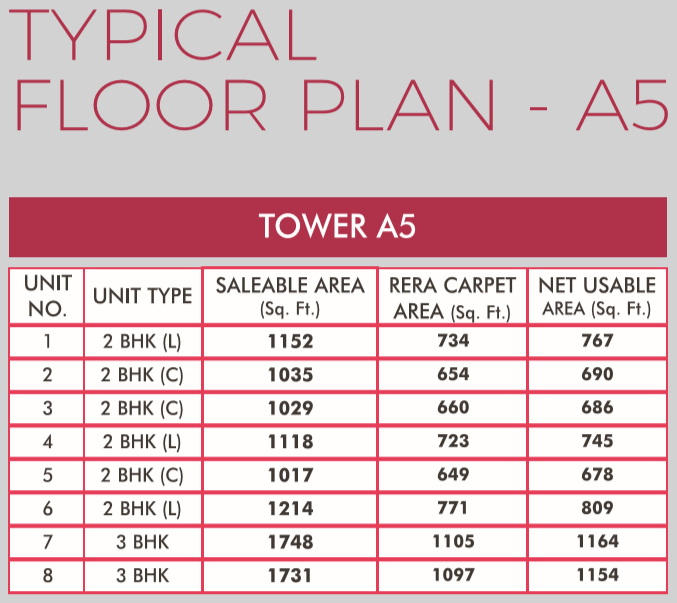 TYPICAL
FLOOR PLAN - A5
TOWER A5
UNIT NO. UNIT TYPE SALEABLE AREA (Sq. Ft.) RERA CARPET AREA (Sq. Ft.) NET USABLE AREA (Sq. Ft.)
1 2 BHK (L) 1152 734 767
2 2 BHK (C) 1035 654 690
3 2 BHK (C) 1029 660 686
4 2 BHK (L) 1118 723 745
5 2 BHK (C) 1017 649 678
6 2 BHK (L) 1214 771 809
7 3 BHK 1748 1105 1164
8 3 BHK 1731 1097 1154